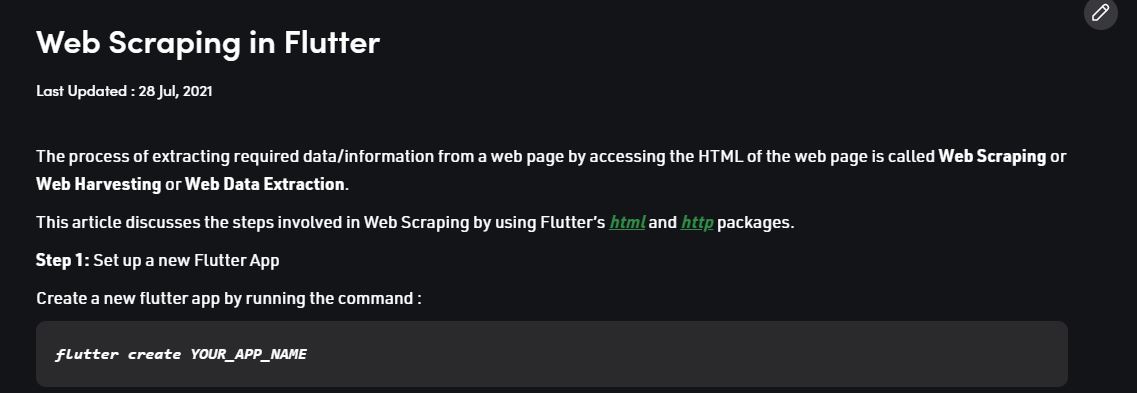 Web Scraping in Flutter
Last Updated : 28 Jul, 2021
The process of extracting required data/information from a web page by accessing the HTML of the web page is called Web Scraping or
Web Harvesting or Web Data Extraction.
This article discusses the steps involved in Web Scraping by using Flutter's html and http packages.
Step 1: Set up a new Flutter App
Create a new flutter app by running the command :
flutter create YOUR_APP_NAME